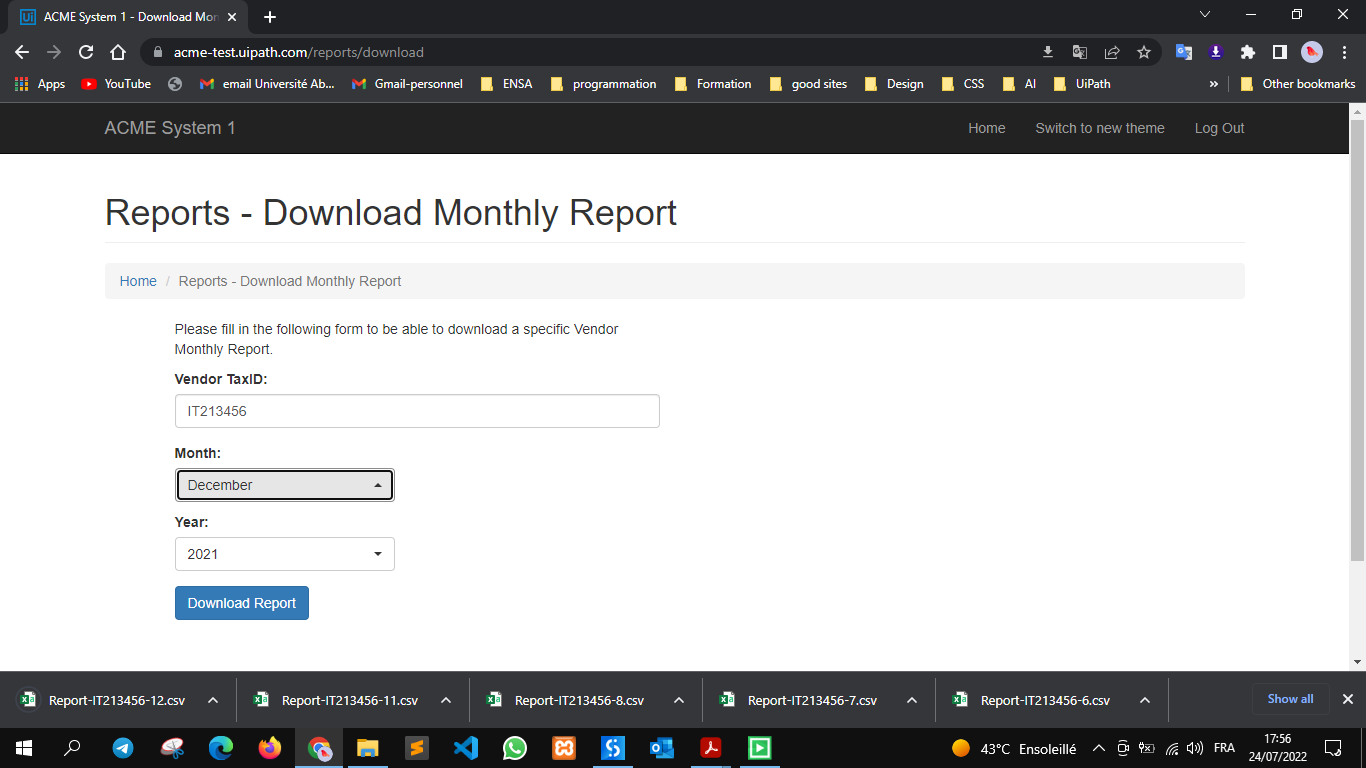 ACME System 1 - Download Mon
acme-test.uipath.com/reports/download
Apps YouTube email Université Ab... Gmail-personnel ENSA programmation Formation good sites Design CSS AI UiPath » Other bookmarks
ACME System 1 Home Switch to new theme Log Out
Reports - Download Monthly Report
Home / Reports - Download Monthly Report
Please fill in the following form to be able to download a specific Vendor
Monthly Report.
Vendor TaxID:
IT213456
Month:
December
Year:
2021
Download Report
Report-IT213456-12.csv Report-IT213456-11.csv Report-IT213456-8.csv Report-IT213456-7.csv Report-IT213456-6.csv Show all
43°C Ensoleillé FRA 17:56
24/07/2022